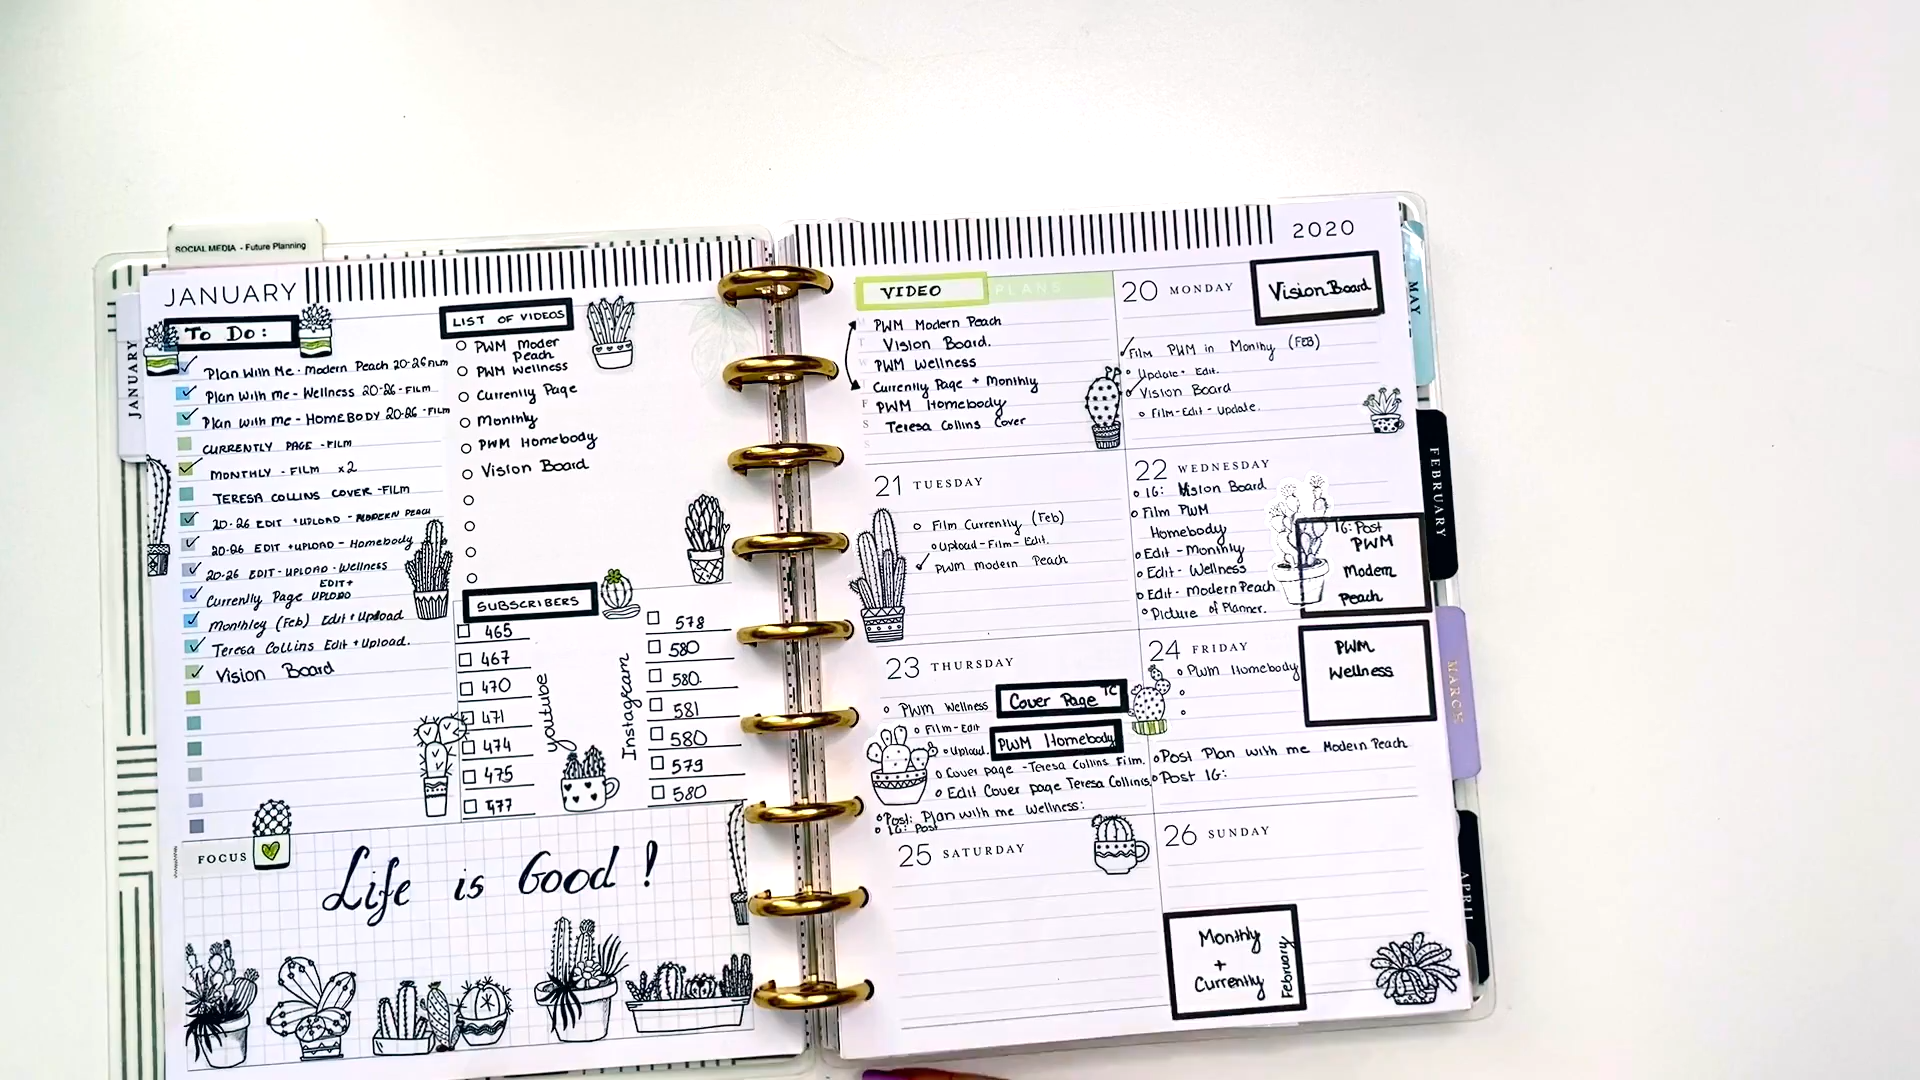 SOCIAL MEDIA - Future Planning
JANUARY
JANUARY
TO DO:
Plan With Me - Modern Peach 20-26 FILM
Plan With Me - Wellness 20-26 - FILM
Plan with Me - HOMEBODY 20-26 - FILM
CURRENTLY PAGE - FILM
MONTHLY - FILM x2
TERESA COLLINS COVER - FILM
20-26 EDIT + UPLOAD - MODERN PEACH
20-26 EDIT + UPLOAD - Homebody
20-26 EDIT - UPLOAD - Wellness
Currently Page EDIT + UPLOAD
Monthley (Feb) Edit + Upload
Teresa Collins Edit + Upload.
Vision Board
LIST OF VIDEOS
PWM Moder
Peach
PWM Wellness
Currently Page
Monthly
PWM Homebody
Vision Board
SUBSCRIBERS
465
467
470
471
474
475
477
youtube
Instagram
578
580
580.
581
580
579
580
FOCUS
Life is Good!
2020
VIDEO PLANS
T
W
F
S
S
PWM Modern Peach
Vision Board.
PWM Wellness
Currently Page + Monthly
PWM Homebody
Teresa Collins Cover
20 MONDAY
Vision Board
Film PWM in Monthy (FEB)
Update + Edit.
Vision Board
Film - Edit - Update.
21 TUESDAY
Film Currently (Feb)
Upload - Film - Edit.
PWM modern Peach
22 WEDNESDAY
IG: Vision Board
Film PWM
Homebody
Edit - Monthly
Edit - Wellness
Edit - Modern Peach
Picture of Planner.
IG: Post
PWM
Modern
Peach
23 THURSDAY
PWM Wellness
Cover Page TC
Film - Edit
Upload.
PWM Homebody
Cover page - Teresa Collins Film.
Edit Cover page Teresa Collins.
Post: Plan with me Wellness:
IG: Post
24 FRIDAY
PWM Homebody
PWM
Wellness
Post Plan with me Modern Peach
Post IG:
25 SATURDAY
26 SUNDAY
Monthly
+
Currently
February
MAY
FEBRUARY
MARCH
APRIL